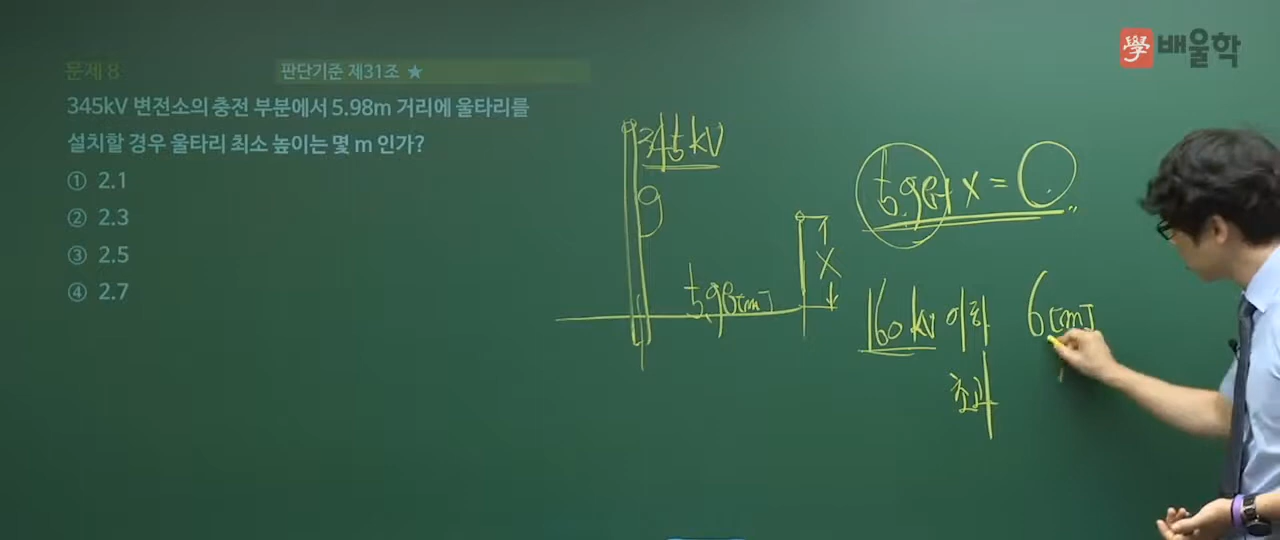 學 배울학
문제 8
판단기준 제31조 ★
345kV 변전소의 충전 부분에서 5.98m 거리에 울타리를
설치할 경우 울타리 최소 높이는 몇 m 인가?
① 2.1
② 2.3
③ 2.5
④ 2.7
345kV
5.98[m]
X
5.98+X=
160kV 이하 6[m]
초과